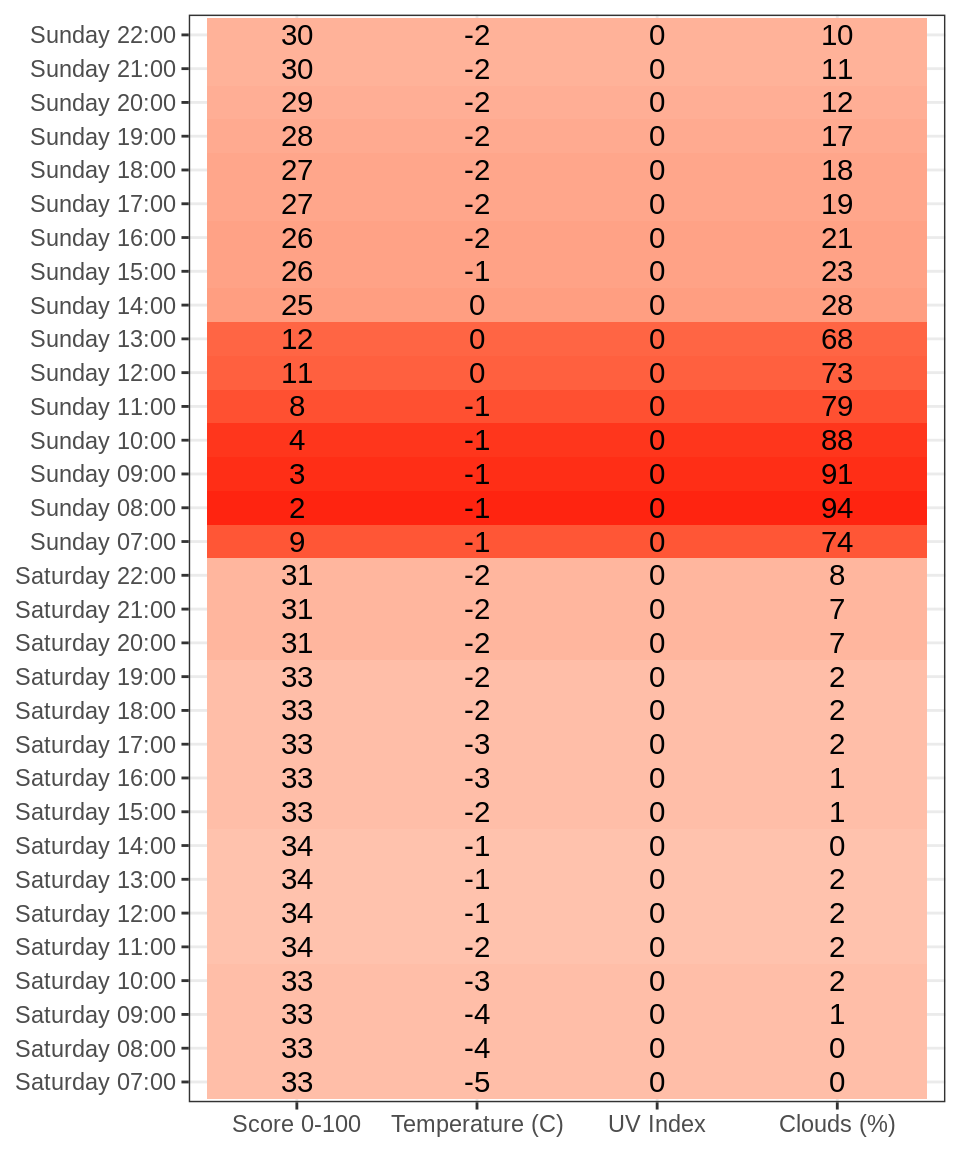 Sunday 22:00 30 -2 0 10
Sunday 21:00 30 -2 0 11
Sunday 20:00 29 -2 0 12
Sunday 19:00 28 -2 0 17
Sunday 18:00 27 -2 0 18
Sunday 17:00 27 -2 0 19
Sunday 16:00 26 -2 0 21
Sunday 15:00 26 -1 0 23
Sunday 14:00 25 0 0 28
Sunday 13:00 12 0 0 68
Sunday 12:00 11 0 0 73
Sunday 11:00 8 -1 0 79
Sunday 10:00 4 -1 0 88
Sunday 09:00 3 -1 0 91
Sunday 08:00 2 -1 0 94
Sunday 07:00 9 -1 0 74
Saturday 22:00 31 -2 0 8
Saturday 21:00 31 -2 0 7
Saturday 20:00 31 -2 0 7
Saturday 19:00 33 -2 0 2
Saturday 18:00 33 -2 0 2
Saturday 17:00 33 -3 0 2
Saturday 16:00 33 -3 0 1
Saturday 15:00 33 -2 0 1
Saturday 14:00 34 -1 0 0
Saturday 13:00 34 -1 0 2
Saturday 12:00 34 -1 0 2
Saturday 11:00 34 -2 0 2
Saturday 10:00 33 -3 0 2
Saturday 09:00 33 -4 0 1
Saturday 08:00 33 -4 0 0
Saturday 07:00 33 -5 0 0
Score 0-100 Temperature (C) UV Index Clouds (%)